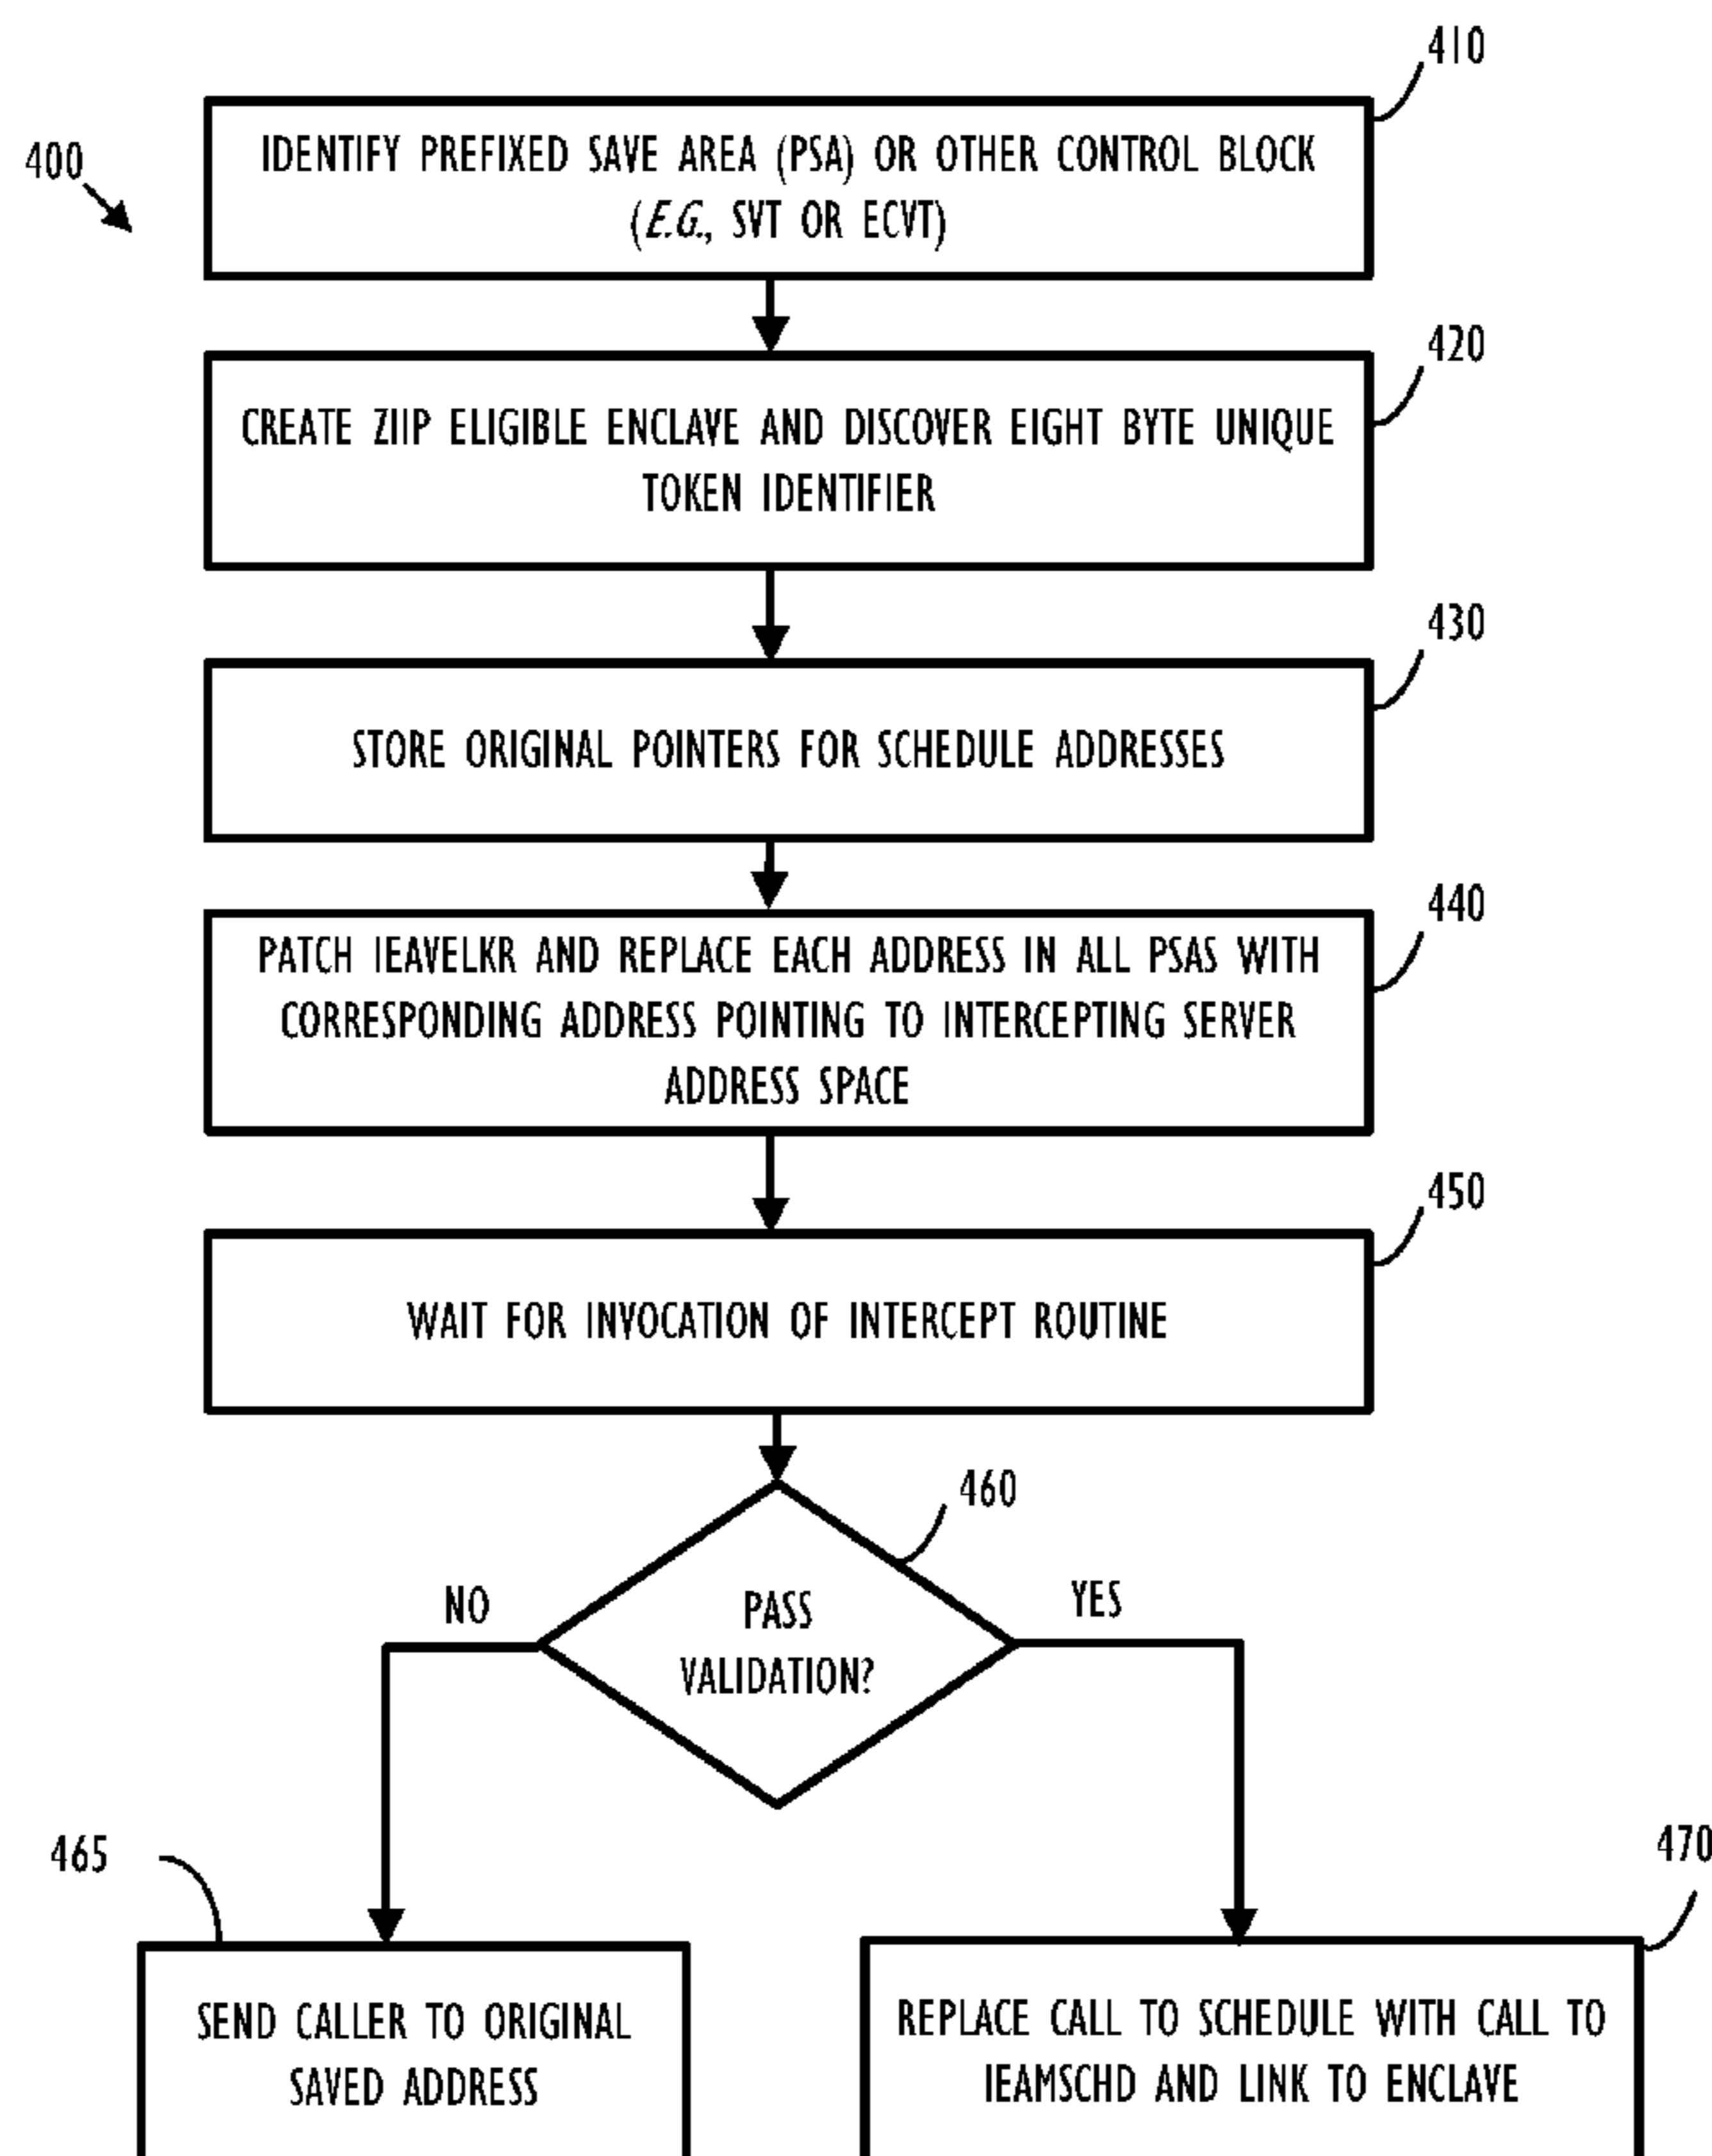 410
400
IDENTIFY PREFIXED SAVE AREA (PSA) OR OTHER CONTROL BLOCK
(E.G., SVT OR ECVT)
420
CREATE ZIIP ELIGIBLE ENCLAVE AND DISCOVER EIGHT BYTE UNIQUE
TOKEN IDENTIFIER
430
STORE ORIGINAL POINTERS FOR SCHEDULE ADDRESSES
440
PATCH IEAVELKR AND REPLACE EACH ADDRESS IN ALL PSAS WITH
CORRESPONDING ADDRESS POINTING TO INTERCEPTING SERVER
ADDRESS SPACE
450
WAIT FOR INVOCATION OF INTERCEPT ROUTINE
460
NO
YES
PASS
VALIDATION?
465
470
SEND CALLER TO ORIGINAL
SAVED ADDRESS
REPLACE CALL TO SCHEDULE WITH CALL TO
IEAMSCHD AND LINK TO ENCLAVE